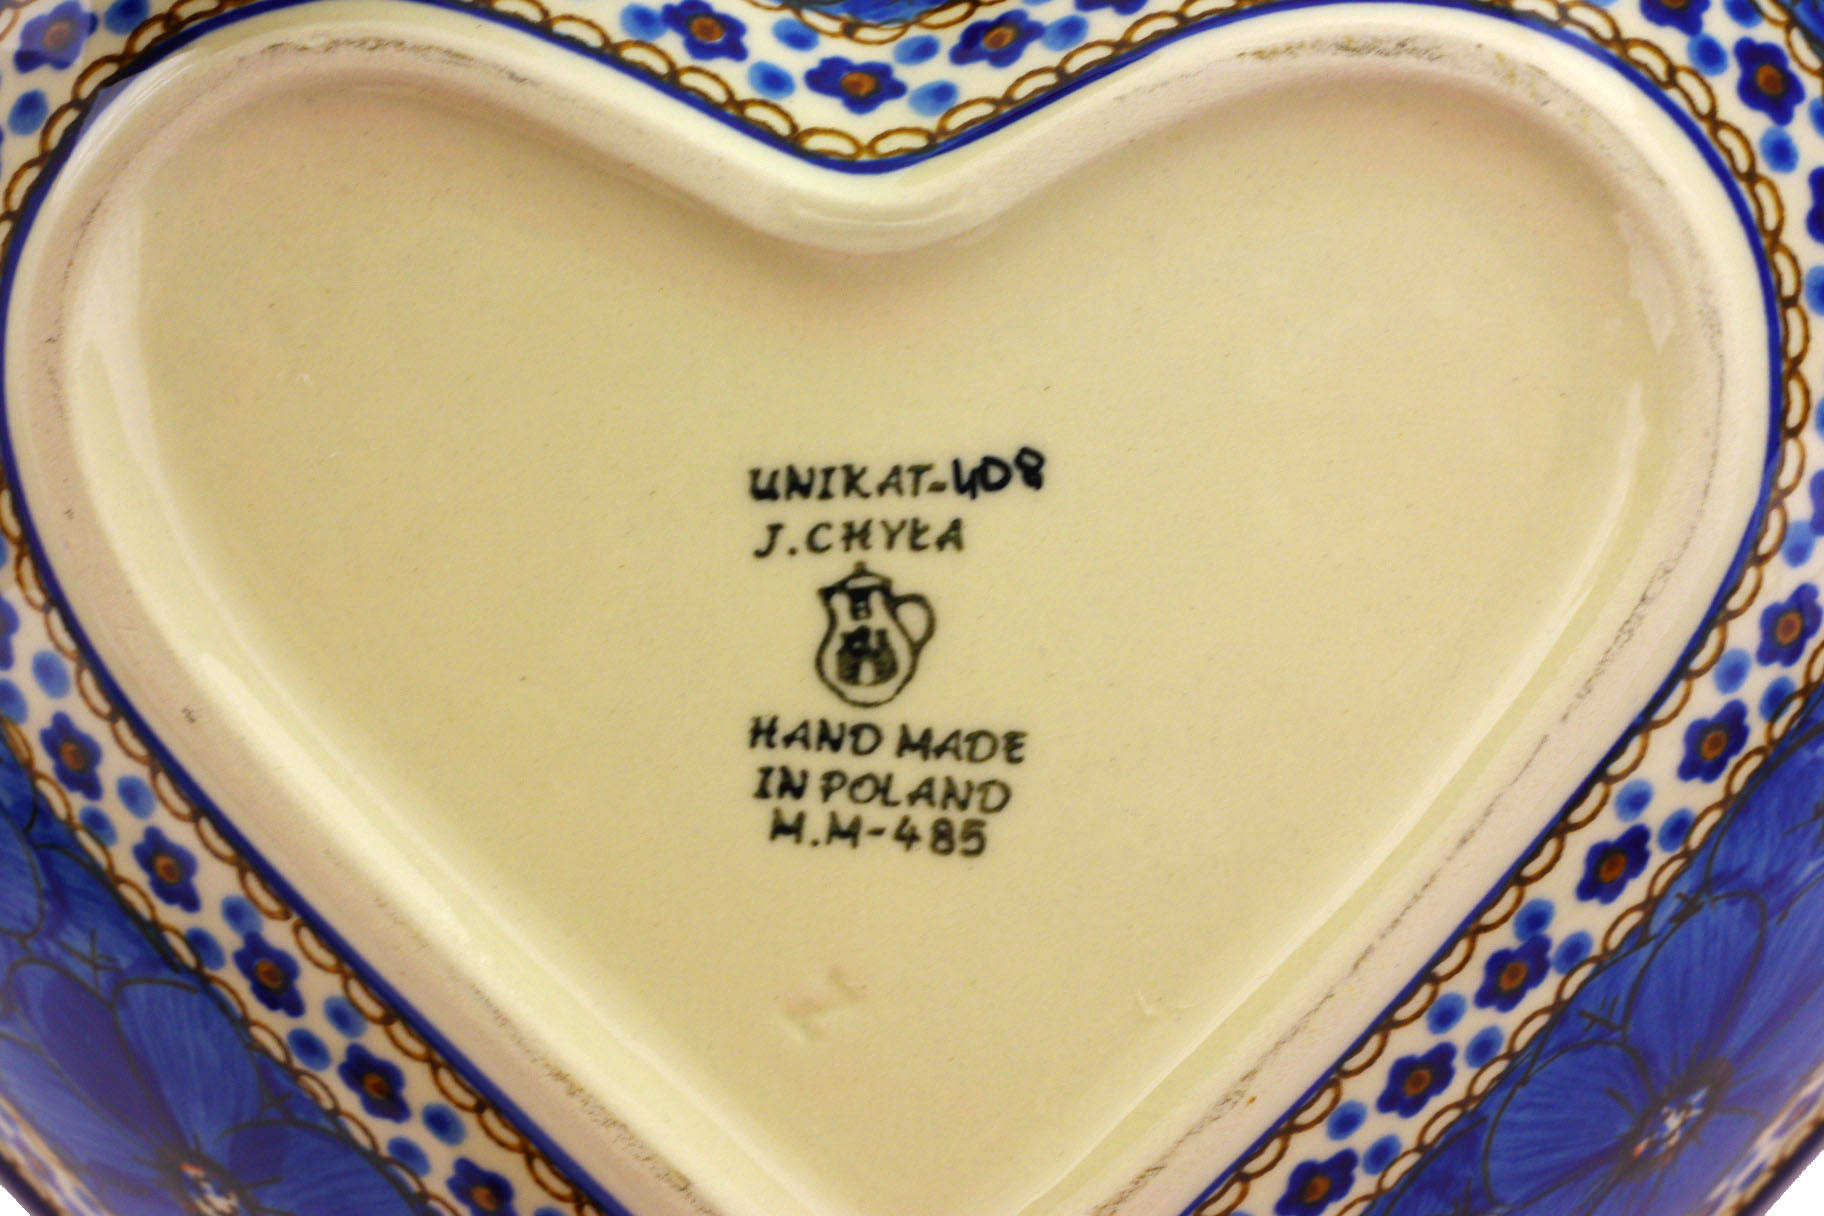 UNIKAT-408
J.CHYŁA
HAND MADE
IN POLAND
M.M-485